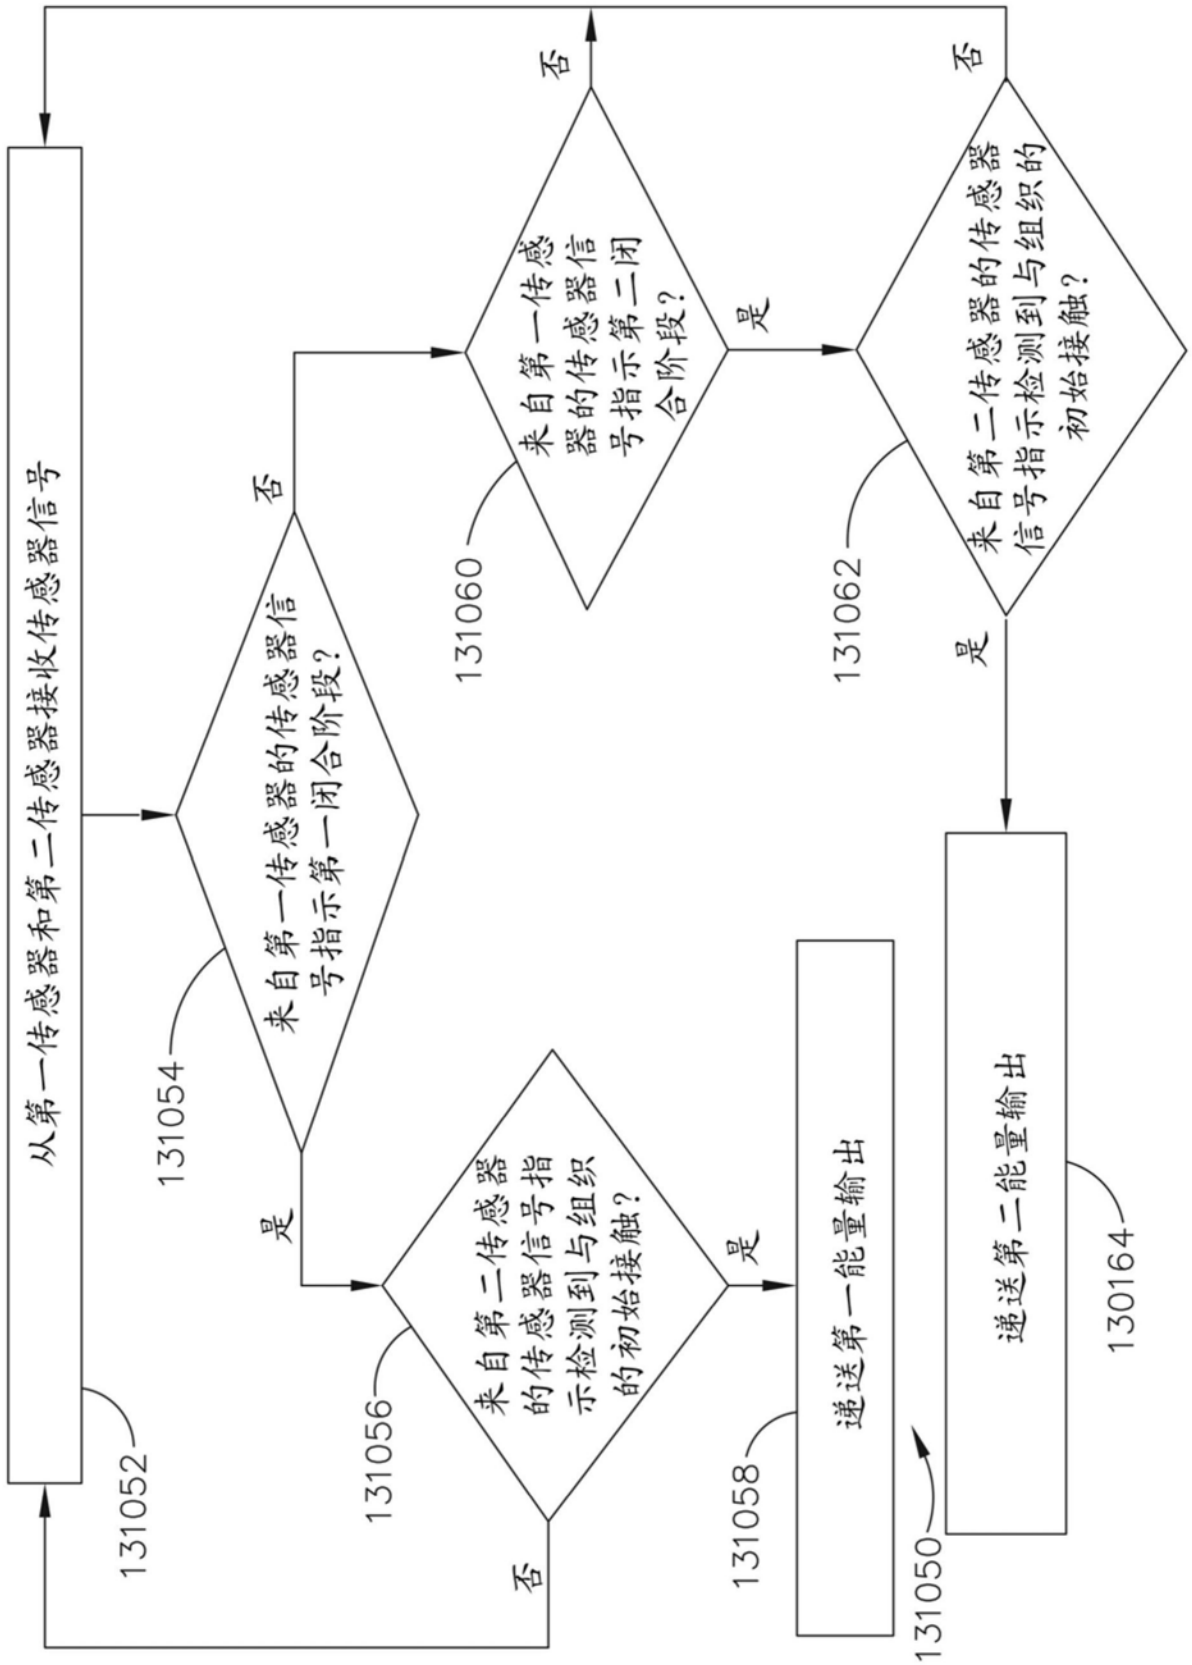 从第一传感器和第二传感器接收传感器信号
131052
来自第一传感器的传感器信
号指示第一闭合阶段？
131054
是
否
来自第二传感器
的传感器信号指
示检测到与组织
的初始接触？
131056
否
是
递送第一能量输出
131058
来自第一传感
器的传感器信
号指示第二闭
合阶段？
131060
否
是
来自第二传感器的传感器
信号指示检测到与组织的
初始接触？
131062
否
是
递送第二能量输出
130164
131050